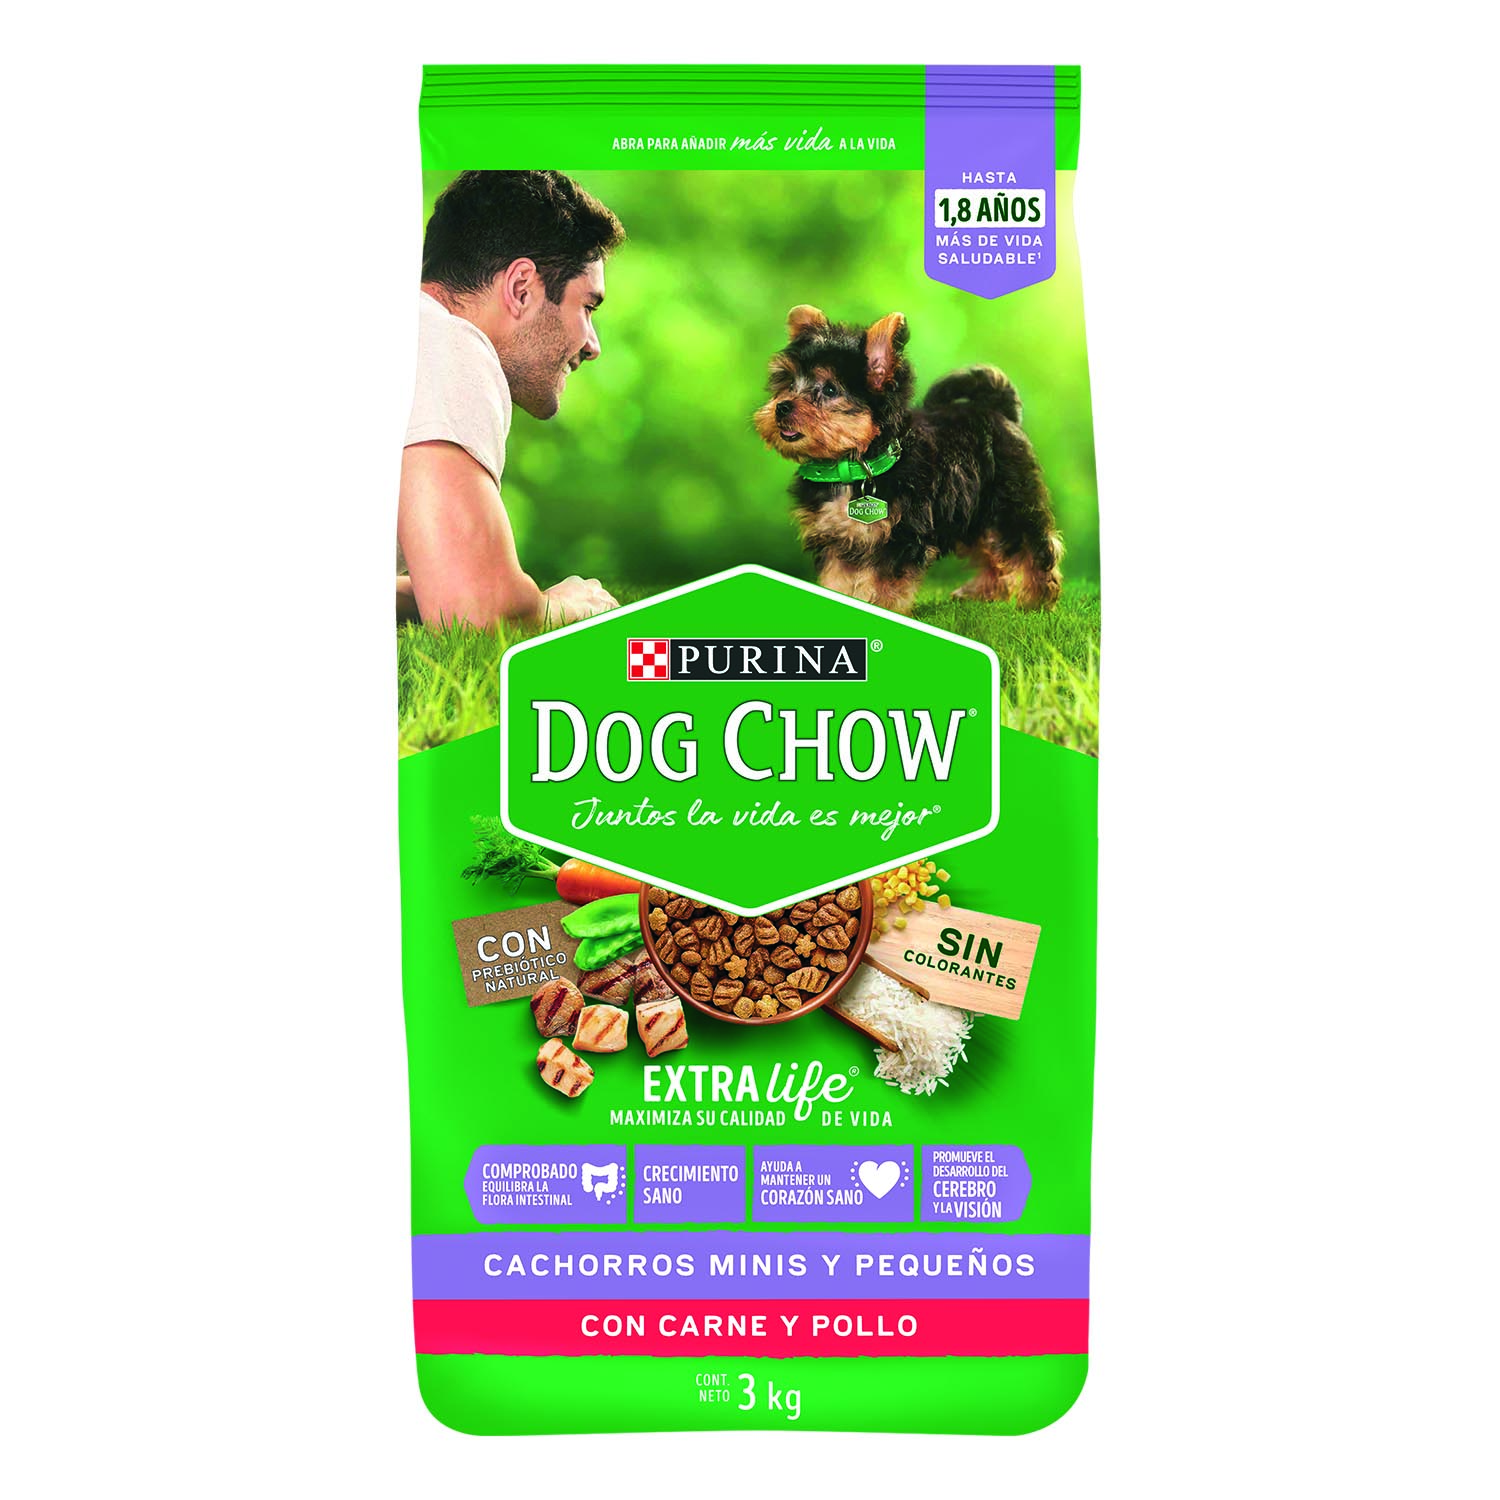 ABRA PARA AÑADIR más vida A LA VIDA
HASTA
1,8 AÑOS
MÁS DE VIDA
SALUDABLE¹
DOG CHOW
PURINA®
DOG CHOW®
Juntos la vida es mejor®
CON
PREBIÓTICO
NATURAL
SIN
COLORANTES
EXTRA life®
MAXIMIZA SU CALIDAD DE VIDA
COMPROBADO
EQUILIBRA LA
FLORA INTESTINAL
CRECIMIENTO
SANO
AYUDA A
MANTENER UN
CORAZÓN SANO
PROMUEVE EL
DESARROLLO DEL
CEREBRO
Y LA VISIÓN
CACHORROS MINIS Y PEQUEÑOS
CON CARNE Y POLLO
CONT.
NETO 3 kg